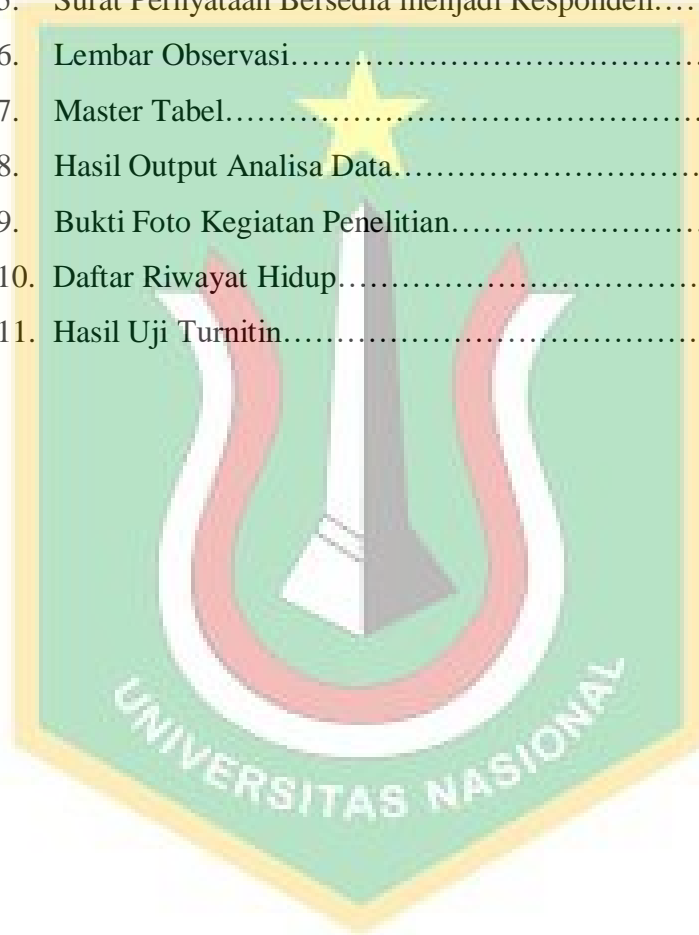 5. Surat Pernyataan Bersedia menjadi Responden….
6. Lembar Observasi……………………………………
7. Master Tabel……………………………………………
8. Hasil Output Analisa Data……………………………
9. Bukti Foto Kegiatan Penelitian………………………
10. Daftar Riwayat Hidup…………………………………
11. Hasil Uji Turnitin………………………………………
UNIVERSITAS NASIONAL